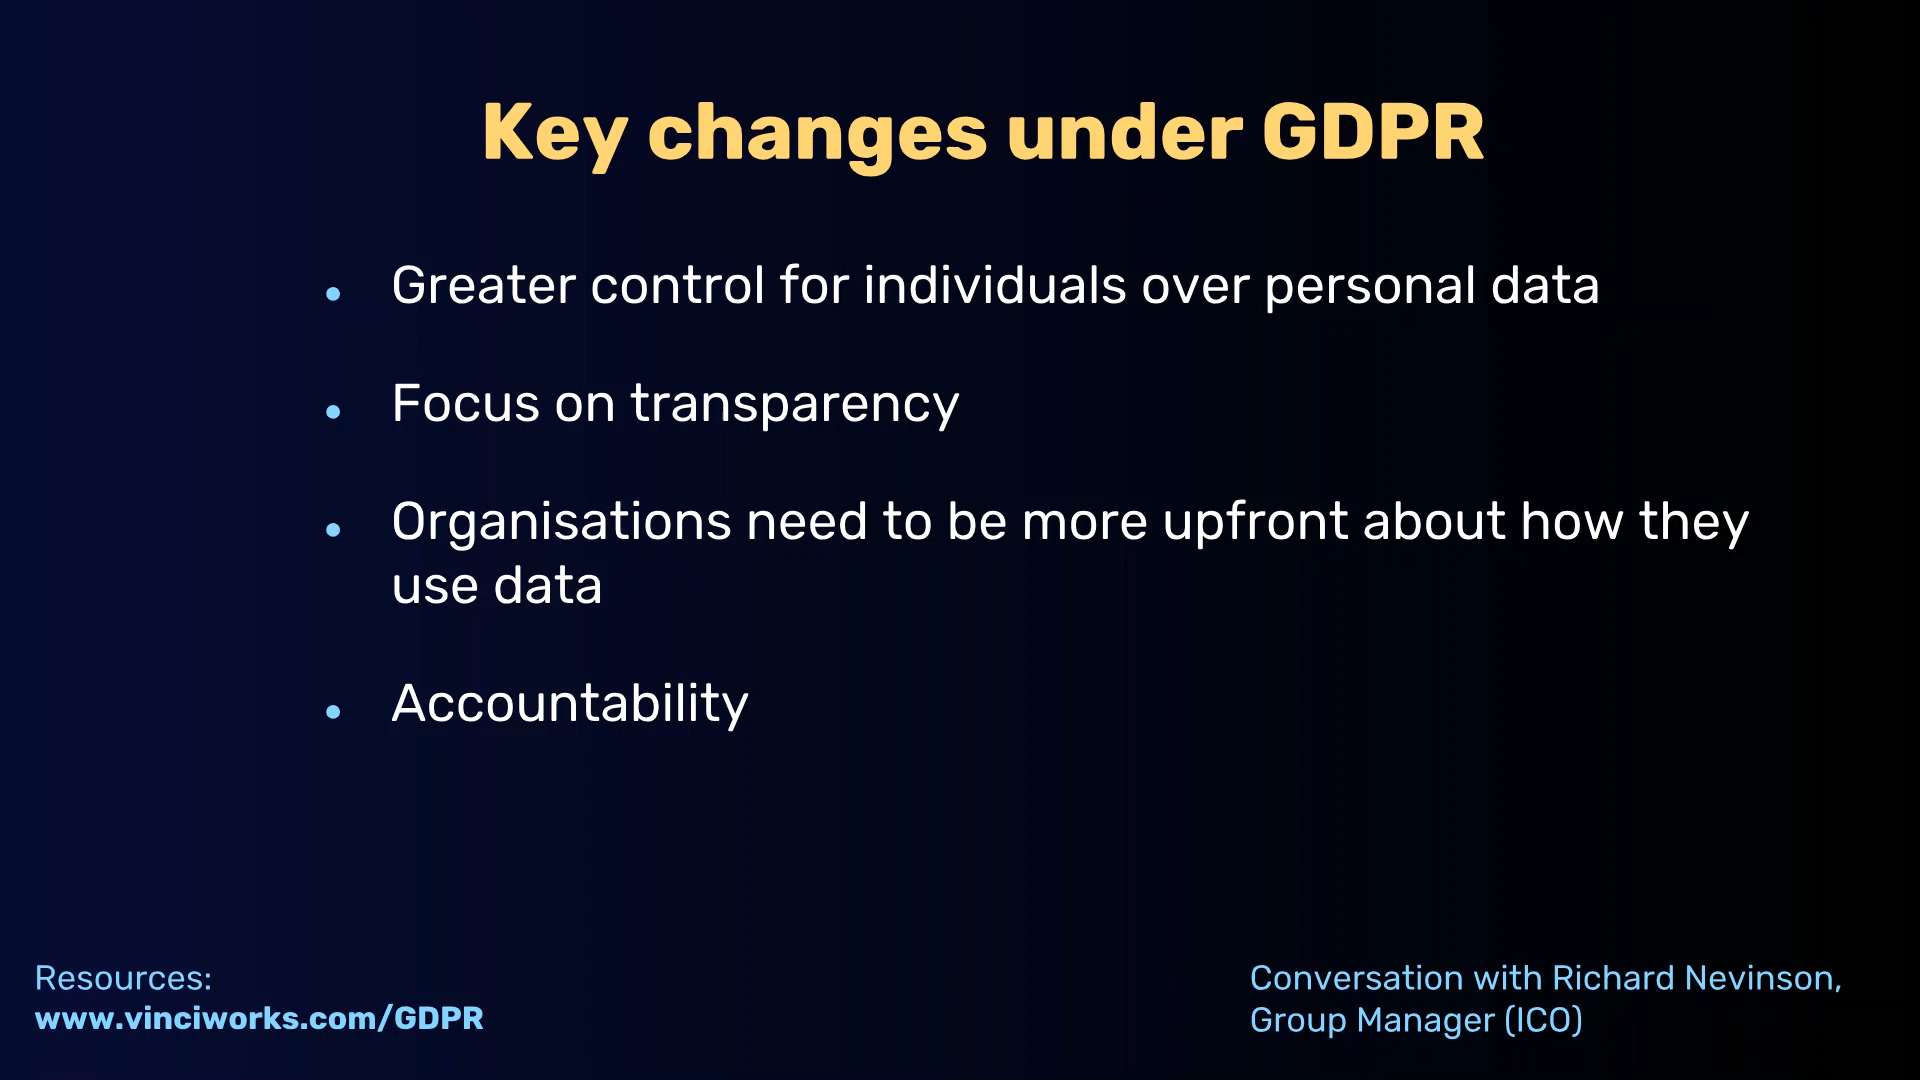 Key changes under GDPR
• Greater control for individuals over personal data
• Focus on transparency
• Organisations need to be more upfront about how they
use data
• Accountability
Resources:
www.vinciworks.com/GDPR
Conversation with Richard Nevinson,
Group Manager (ICO)